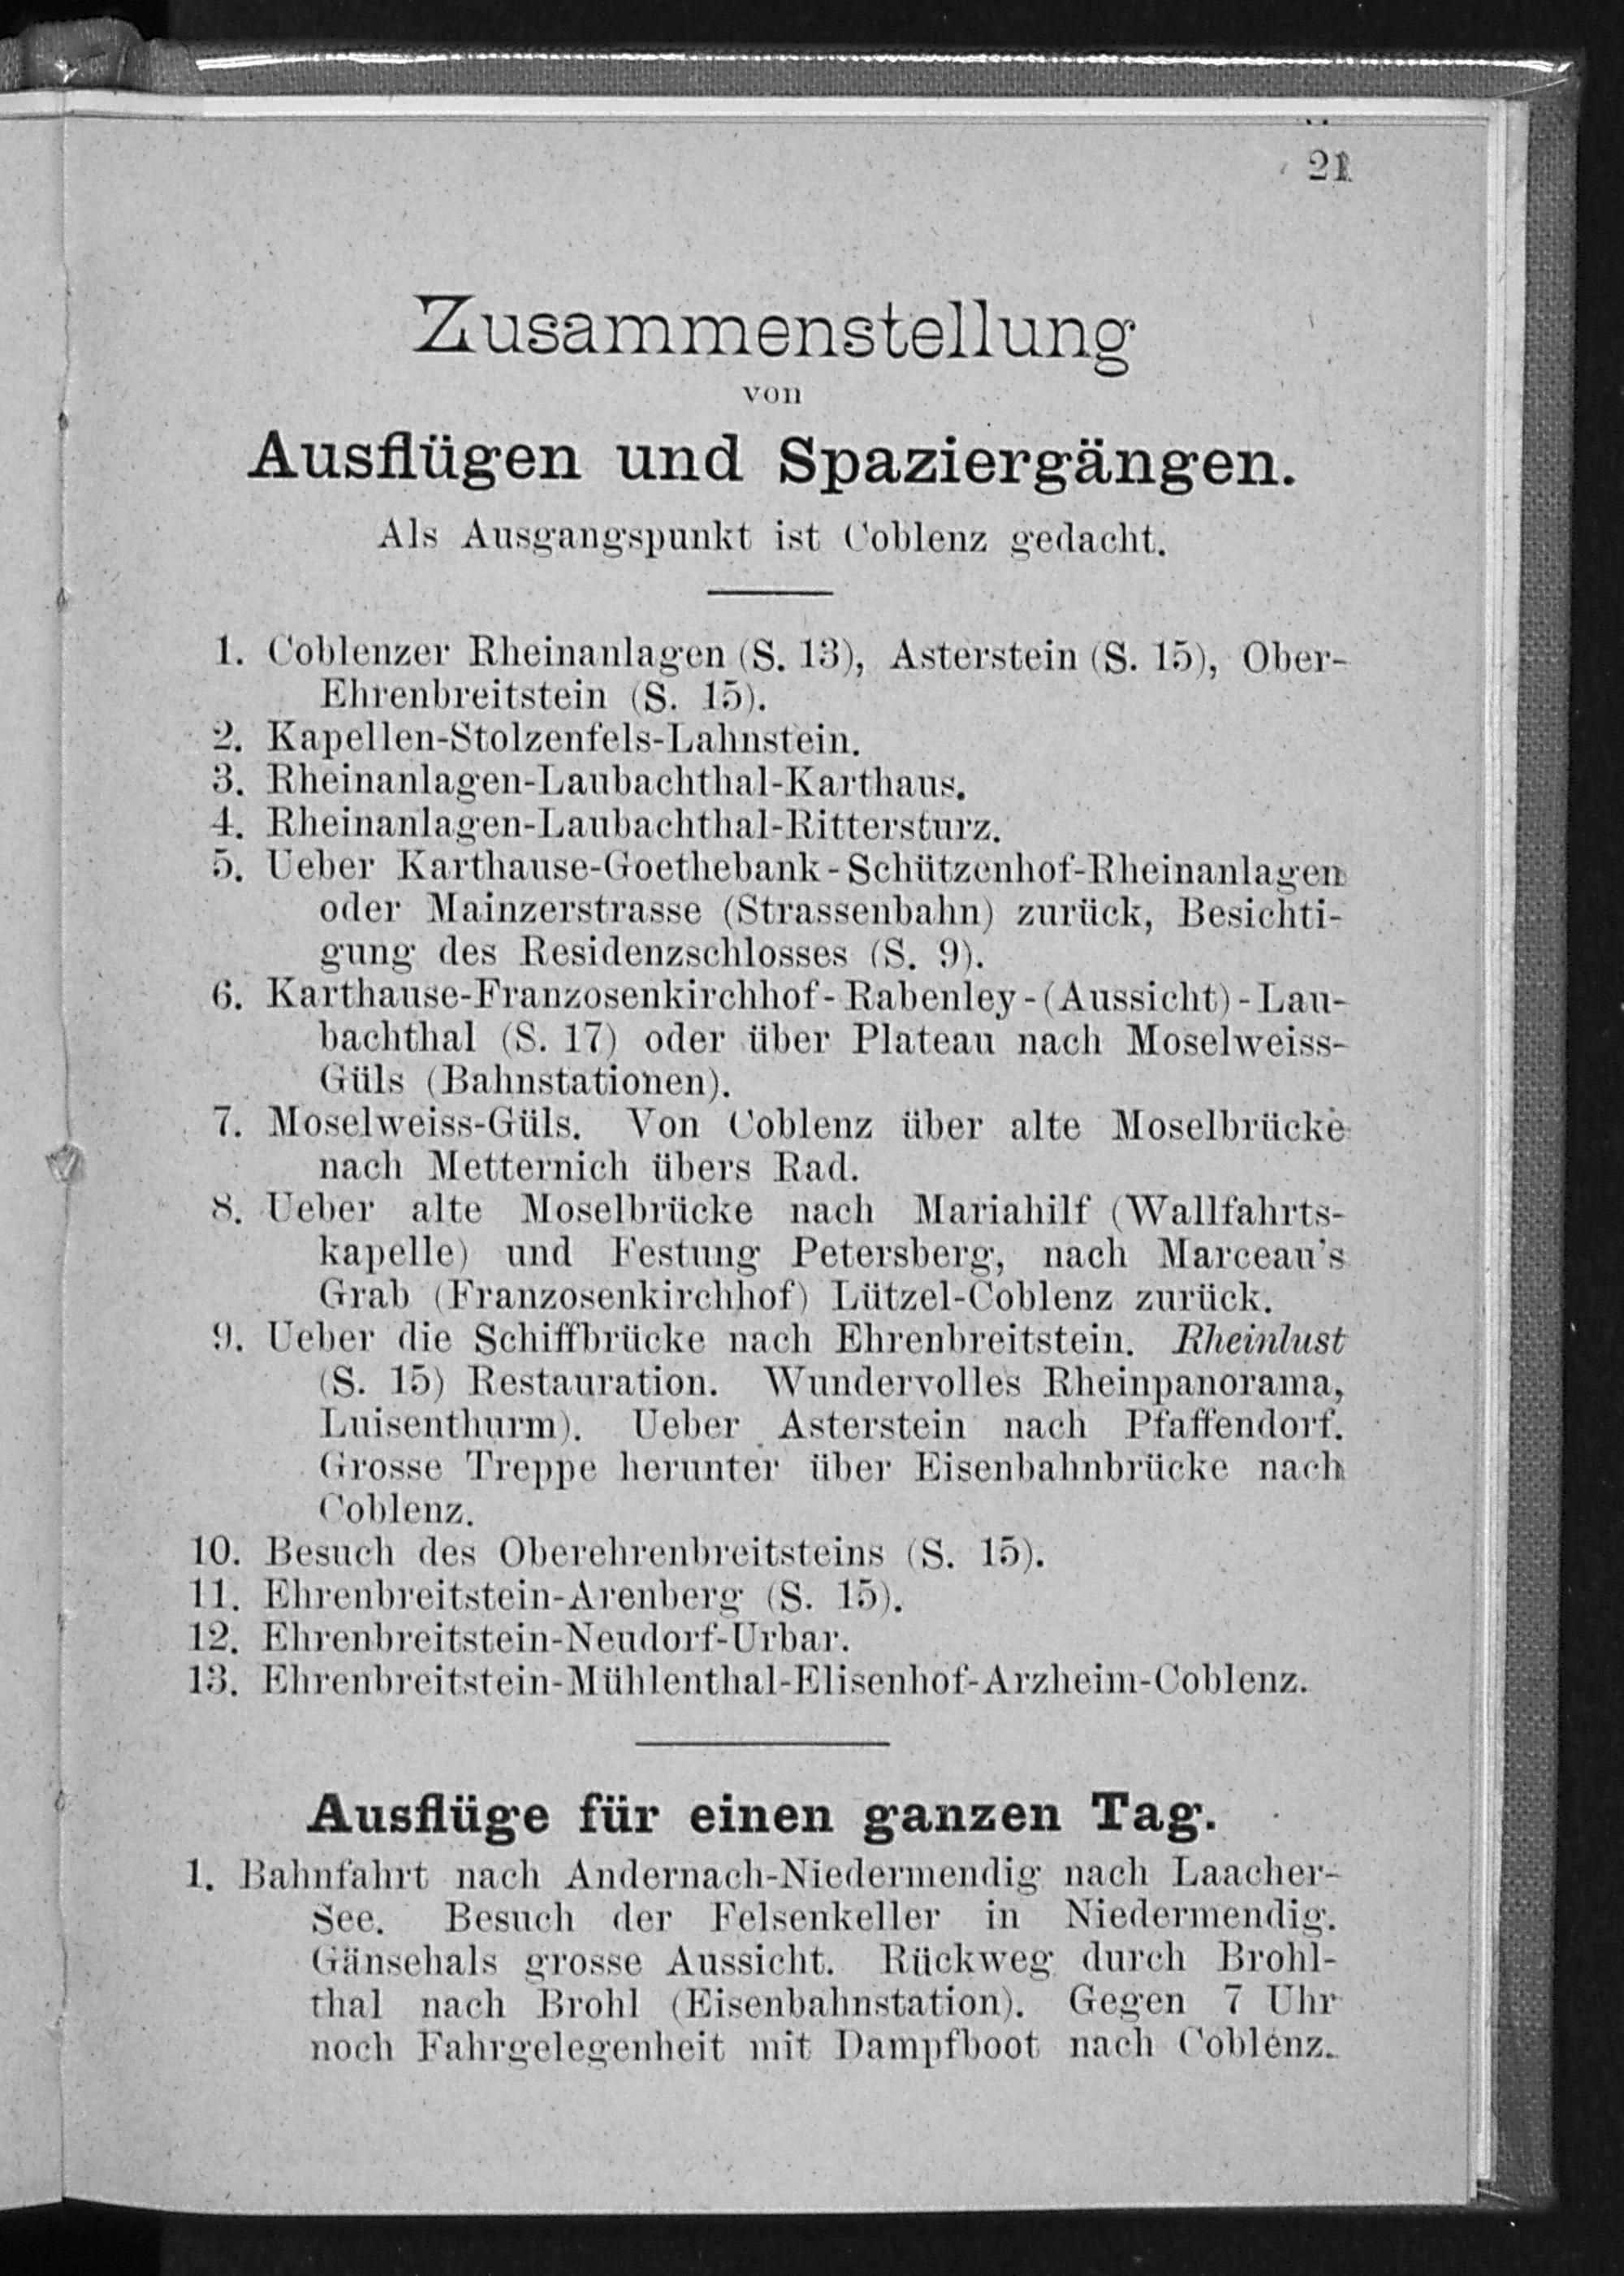 21
Zusammenstellung
von
Ausflügen und Spaziergängen.
Als Ausgangspunkt ist Coblenz gedacht.
1. Coblenzer Rheinanlagen (S. 13), Asterstein (S. 15), Ober-
Ehrenbreitstein (S. 15).
2. Kapellen-Stolzenfels-Lahnstein.
3. Rheinanlagen-Laubachthal-Karthaus.
4. Rheinanlagen-Laubachthal-Rittersturz.
5. Ueber Karthause-Goethebank-Schützenhof-Rheinanlagen
oder Mainzerstrasse (Strassenbahn) zurück, Besichti-
gung des Residenzschlosses (S. 9).
6. Karthause-Franzosenkirchhof-Rabenley-(Aussicht)-Lau-
bachthal (S. 17) oder über Plateau nach Moselweiss-
Güls (Bahnstationen).
7. Moselweiss-Güls. Von Coblenz über alte Moselbrücke
nach Metternich übers Rad.
8. Ueber alte Moselbrücke nach Mariahilf (Wallfahrts-
kapelle) und Festung Petersberg, nach Marceau's
Grab (Franzosenkirchhof) Lützel-Coblenz zurück.
9. Ueber die Schiffbrücke nach Ehrenbreitstein. Rheinlust
(S. 15) Restauration. Wundervolles Rheinpanorama,
Luisenthurm). Ueber Asterstein nach Pfaffendorf.
Grosse Treppe herunter über Eisenbahnbrücke nach
Coblenz.
10. Besuch des Oberehrenbreitsteins (S. 15).
11. Ehrenbreitstein-Arenberg (S. 15).
12. Ehrenbreitstein-Neudorf-Urbar.
13. Ehrenbreitstein-Mühlenthal-Elisenhof-Arzheim-Coblenz.
Ausflüge für einen ganzen Tag.
1. Bahnfahrt nach Andernach-Niedermendig nach Laacher-
See. Besuch der Felsenkeller in Niedermendig.
Gänsehals grosse Aussicht. Rückweg durch Brohl-
thal nach Brohl (Eisenbahnstation). Gegen 7 Uhr
noch Fahrgelegenheit mit Dampfboot nach Coblenz.